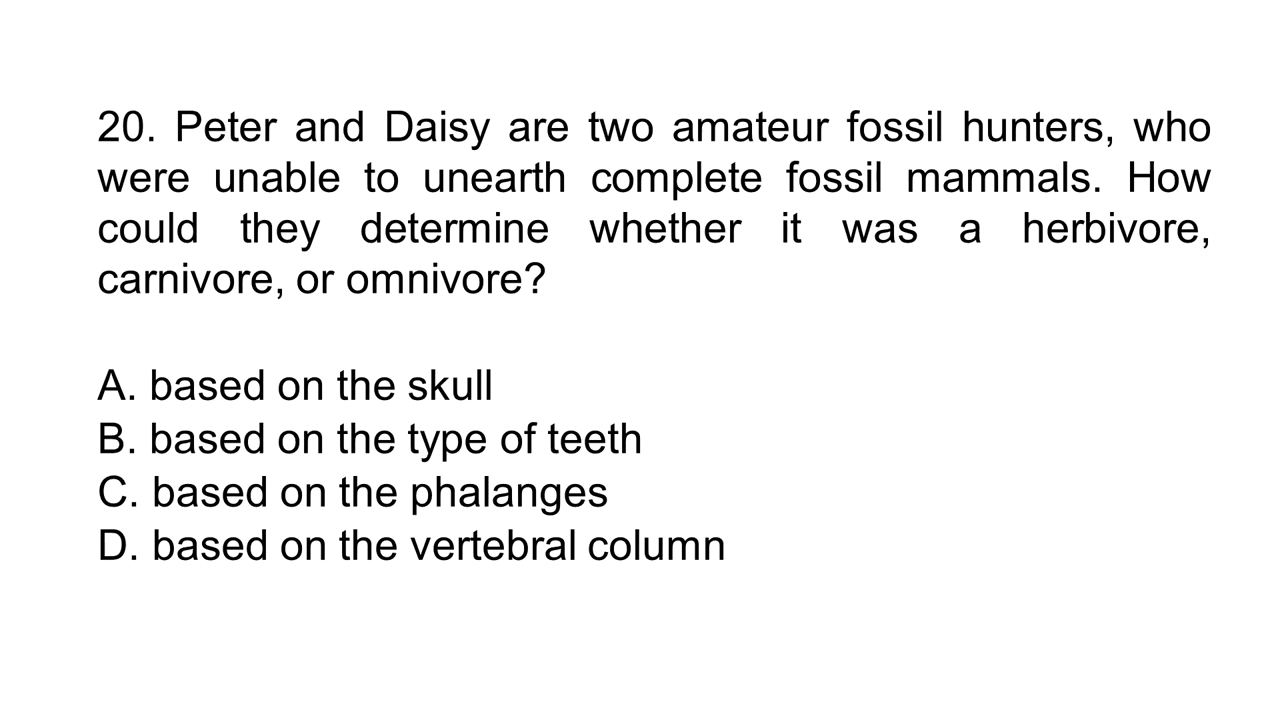 20. Peter and Daisy are two amateur fossil hunters, who
were unable to unearth complete fossil mammals. How
could they determine whether it was a herbivore,
carnivore, or omnivore?
A. based on the skull
B. based on the type of teeth
C. based on the phalanges
D. based on the vertebral column